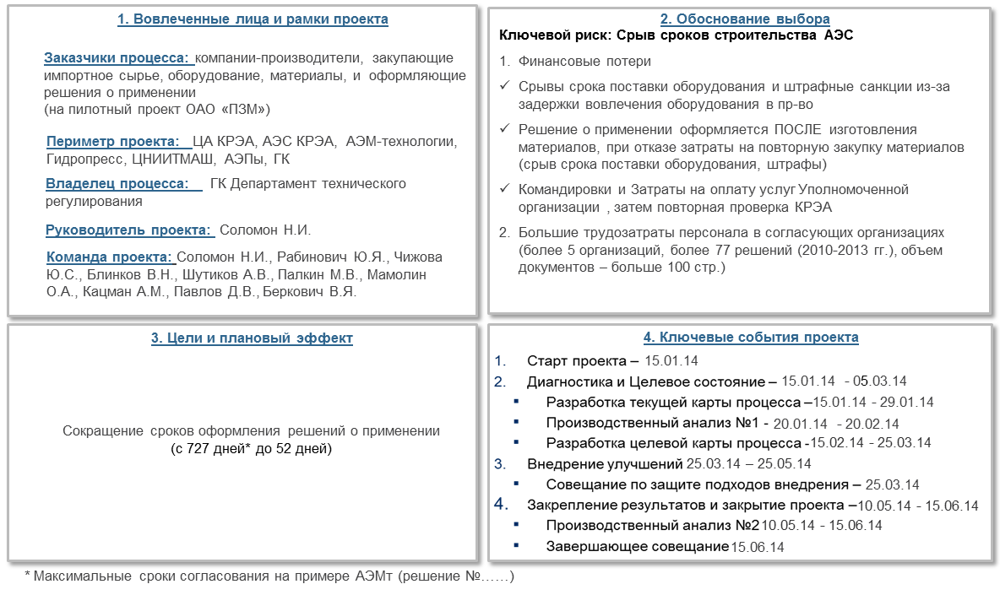 1. Вовлеченные лица и рамки проекта
Заказчики процесса: компании-производители, закупающие
импортное сырье, оборудование, материалы, и оформляющие
решения о применении
(на пилотный проект ОАО «ПЗМ»)
Периметр проекта: ЦА КРЭА, АЭС КРЭА, АЭМ-технологии,
Гидропресс, ЦНИИТМАШ, АЭПы, ГК
Владелец процесса: ГК Департамент технического
регулирования
Руководитель проекта: Соломон Н.И.
Команда проекта: Соломон Н.И., Рабинович Ю.Я., Чижова
Ю.С., Блинков В.Н., Шутиков А.В., Палкин М.В., Мамолин
О.А., Кацман А.М., Павлов Д.В., Беркович В.Я.
2. Обоснование выбора
Ключевой риск: Срыв сроков строительства АЭС
1. Финансовые потери
✓ Срывы срока поставки оборудования и штрафные санкции из-за
задержки вовлечения оборудования в пр-во
✓ Решение о применении оформляется ПОСЛЕ изготовления
материалов, при отказе затраты на повторную закупку материалов
(срыв срока поставки оборудования, штрафы)
✓ Командировки и Затраты на оплату услуг Уполномоченной
организации , затем повторная проверка КРЭА
2. Большие трудозатраты персонала в согласующих организациях
(более 5 организаций, более 77 решений (2010-2013 гг.), объем
документов – больше 100 стр.)
3. Цели и плановый эффект
Сокращение сроков оформления решений о применении
(с 727 дней* до 52 дней)
4. Ключевые события проекта
1. Старт проекта – 15.01.14
2. Диагностика и Целевое состояние – 15.01.14 - 05.03.14
▪ Разработка текущей карты процесса –15.01.14 - 29.01.14
▪ Производственный анализ №1 - 20.01.14 - 20.02.14
▪ Разработка целевой карты процесса -15.02.14 - 25.03.14
3. Внедрение улучшений 25.03.14 – 25.05.14
▪ Совещание по защите подходов внедрения – 25.03.14
4. Закрепление результатов и закрытие проекта –10.05.14 - 15.06.14
▪ Производственный анализ №2 10.05.14 - 15.06.14
▪ Завершающее совещание 15.06.14
* Максимальные сроки согласования на примере АЭМт (решение №……)